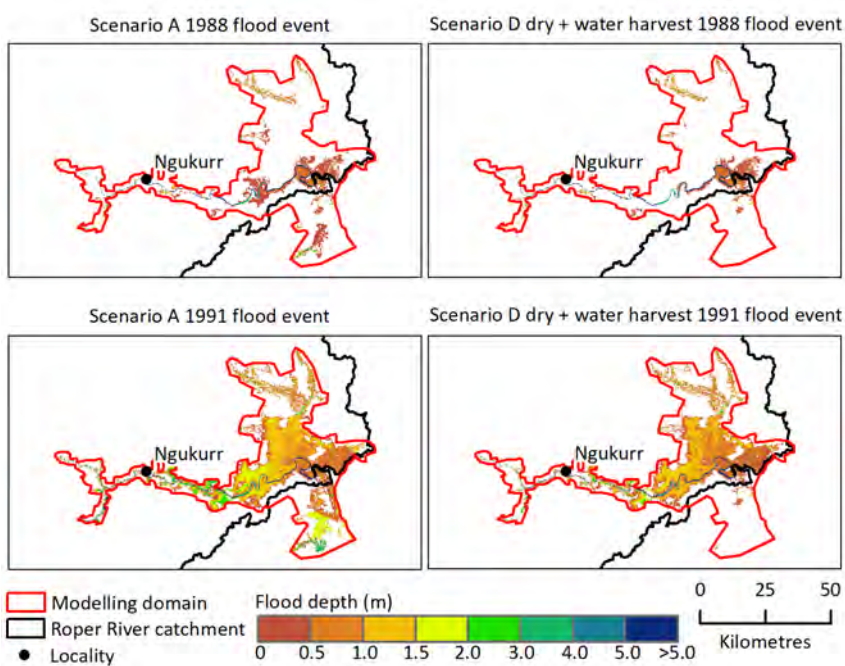 Scenario A 1988 flood event
Scenario D dry + water harvest 1988 flood event
Ngukurr
Ngukurr
Scenario A 1991 flood event
Scenario D dry + water harvest 1991 flood event
Ngukurr
Ngukurr
Modelling domain
Roper River catchment
Locality
Flood depth (m)
0 0.5 1.0 1.5 2.0 3.0 4.0 5.0 >5.0
0 25 50
Kilometres